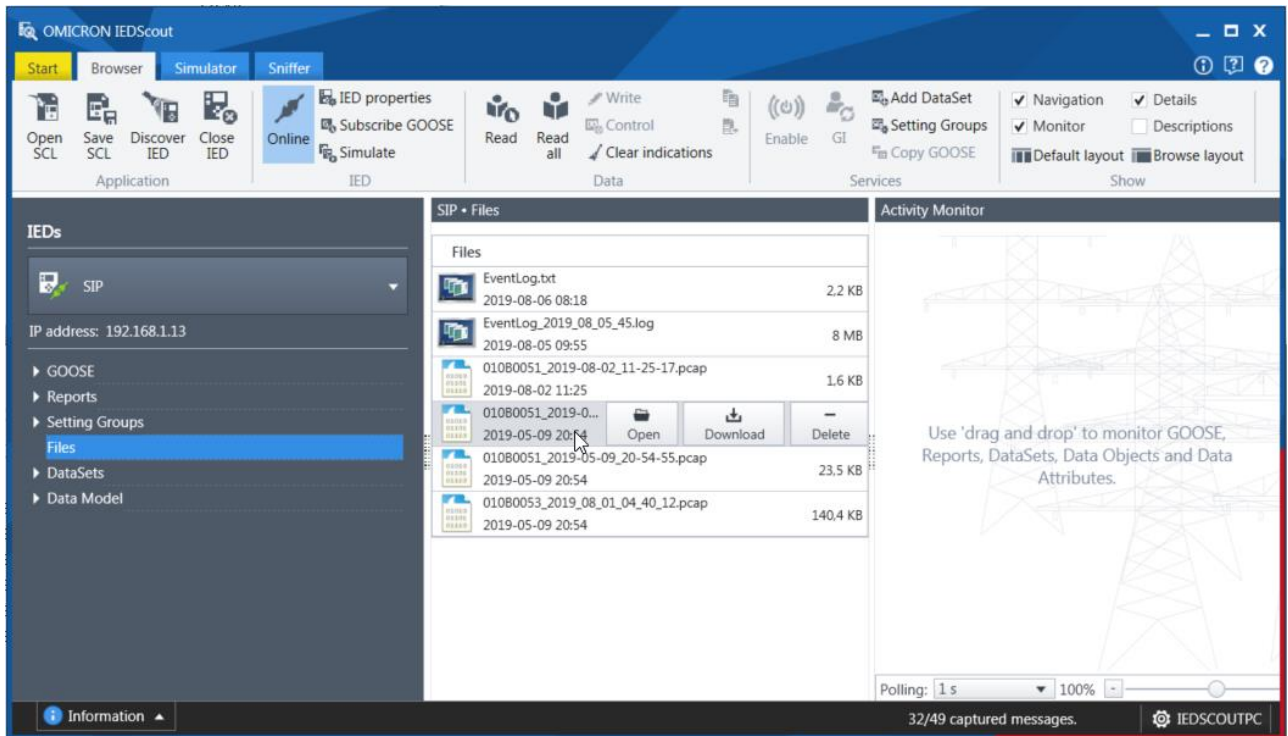 OMICRON IEDScout
Start Browser Simulator Sniffer
Open SCL
Save SCL
Discover IED
Close IED
Application
Online
IED properties
Subscribe GOOSE
Simulate
IED
Read
Read all
Write
Control
Clear indications
Data
Enable
GI
Add DataSet
Setting Groups
Copy GOOSE
Services
Navigation
Details
Monitor
Descriptions
Default layout
Browse layout
Show
IEDs
SIP
IP address: 192.168.1.13
GOOSE
Reports
Setting Groups
Files
DataSets
Data Model
SIP • Files
Files
EventLog.txt
2019-08-06 08:18
2,2 KB
EventLog_2019_08_05_45.log
2019-08-05 09:55
8 MB
010B0051_2019-08-02_11-25-17.pcap
2019-08-02 11:25
1,6 KB
010B0051_2019-0...
2019-05-09 20:54
Open
Download
Delete
010B0051_2019-05-09_20-54-55.pcap
2019-05-09 20:54
23,5 KB
010B0053_2019_08_01_04_40_12.pcap
2019-05-09 20:54
140,4 KB
Activity Monitor
Use 'drag and drop' to monitor GOOSE,
Reports, DataSets, Data Objects and Data
Attributes.
Polling: 1 s
100%
Information
32/49 captured messages.
IEDSCOUTPC